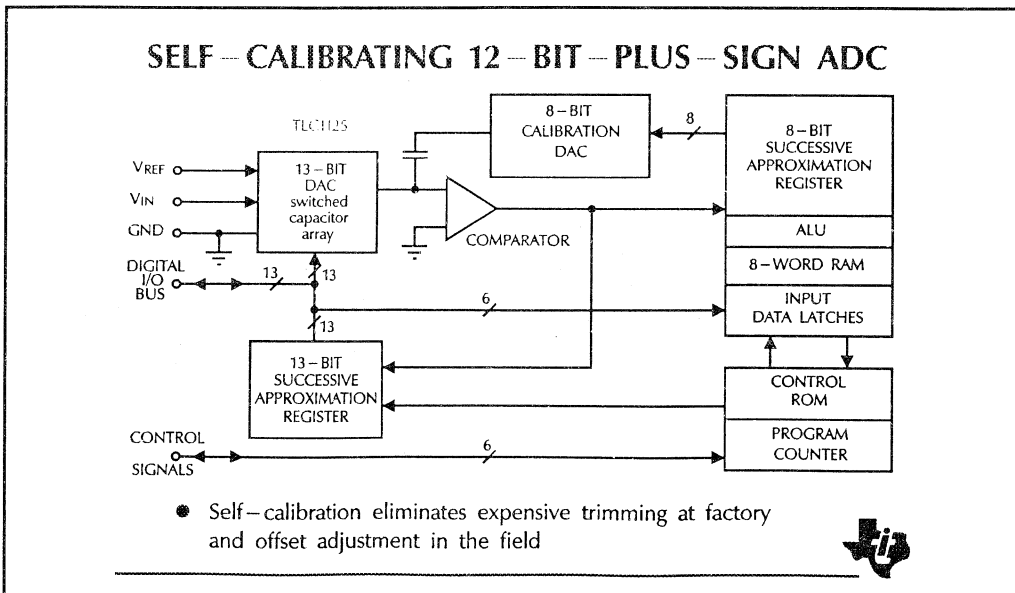 SELF – CALIBRATING 12 – BIT – PLUS – SIGN ADC
8–BIT
CALIBRATION
DAC
8
8–BIT
SUCCESSIVE
APPROXIMATION
REGISTER
VREF
VIN
GND
13–BIT
DAC
switched
capacitor
array
COMPARATOR
ALU
8–WORD RAM
INPUT
DATA LATCHES
DIGITAL
I/O
BUS
13
13
6
13
13–BIT
SUCCESSIVE
APPROXIMATION
REGISTER
CONTROL
ROM
PROGRAM
COUNTER
CONTROL
SIGNALS
6
● Self–calibration eliminates expensive trimming at factory
and offset adjustment in the field